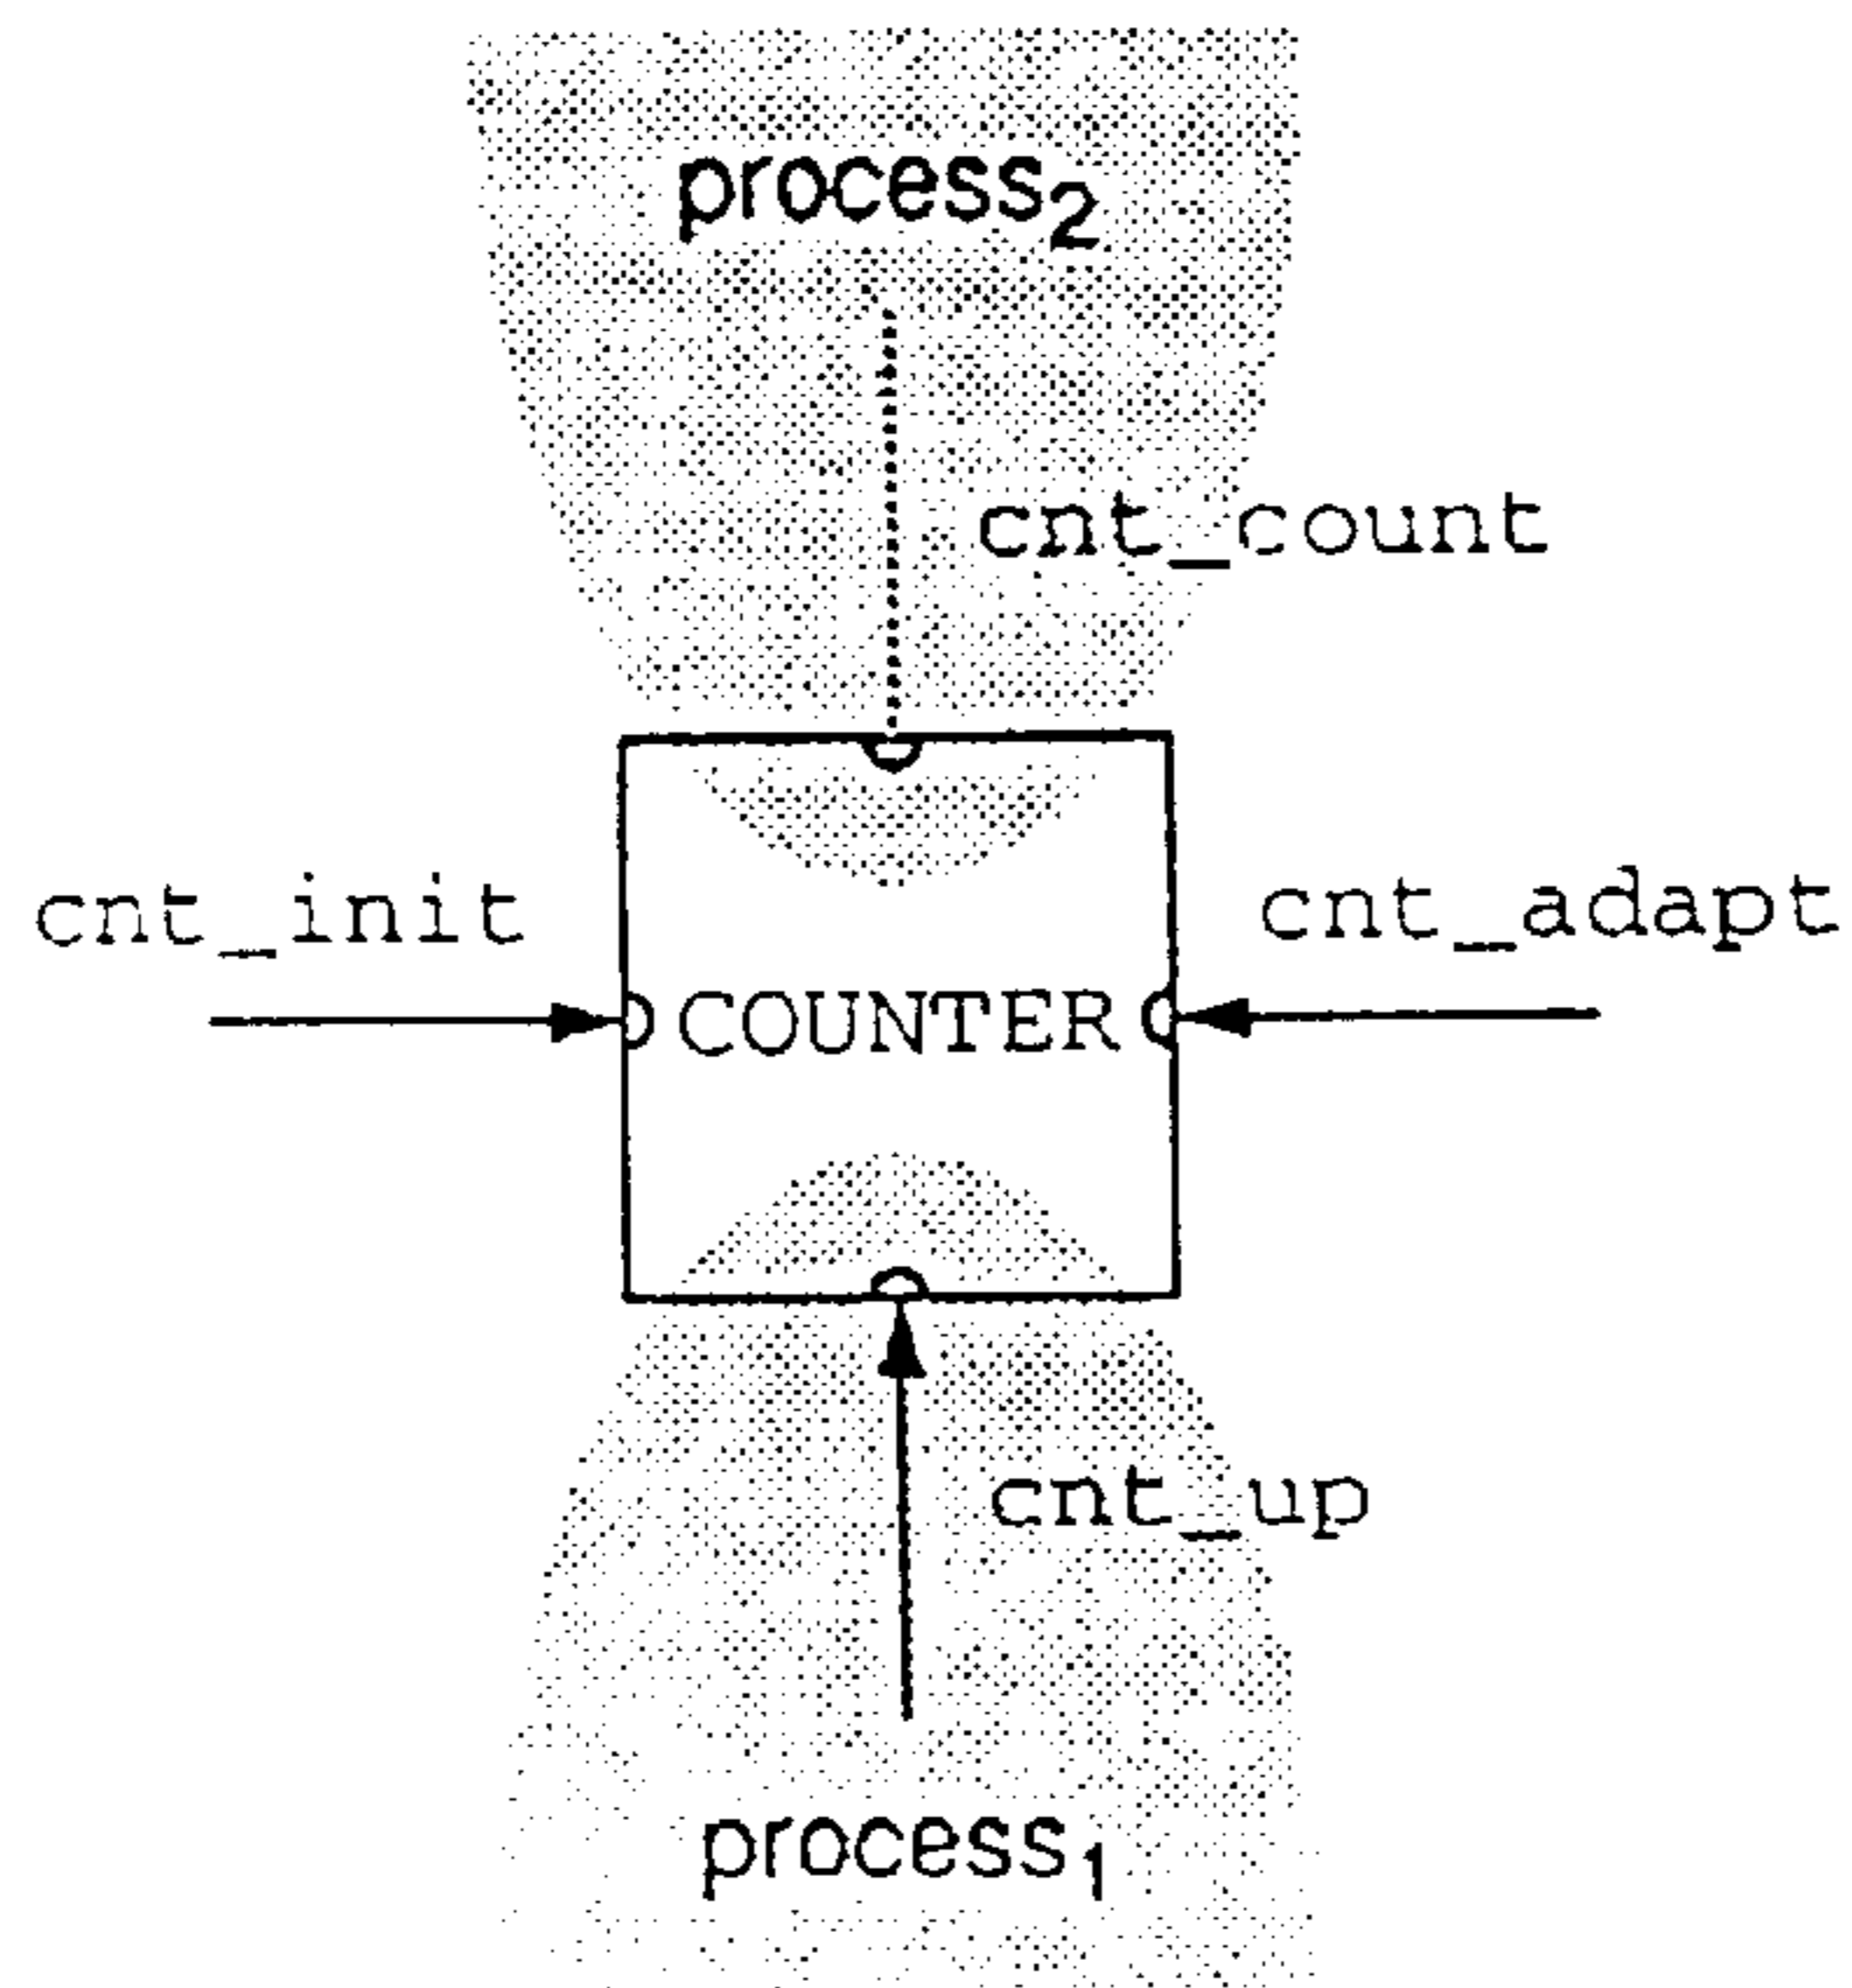 process2
cnt_count
cnt_init
cnt_adapt
COUNTER
cnt_up
process1